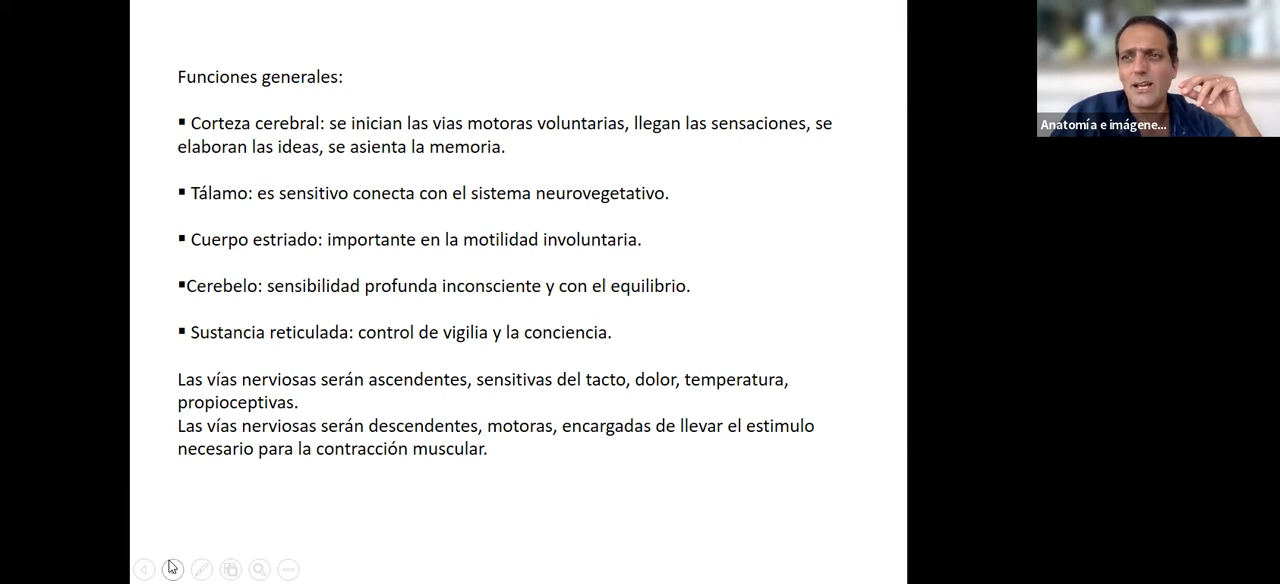 Funciones generales:
▪ Corteza cerebral: se inician las vias motoras voluntarias, llegan las sensaciones, se
elaboran las ideas, se asienta la memoria.
▪ Tálamo: es sensitivo conecta con el sistema neurovegetativo.
▪ Cuerpo estriado: importante en la motilidad involuntaria.
▪Cerebelo: sensibilidad profunda inconsciente y con el equilibrio.
▪ Sustancia reticulada: control de vigilia y la conciencia.
Las vías nerviosas serán ascendentes, sensitivas del tacto, dolor, temperatura,
propioceptivas.
Las vías nerviosas serán descendentes, motoras, encargadas de llevar el estimulo
necesario para la contracción muscular.
Anatomía e imágene...